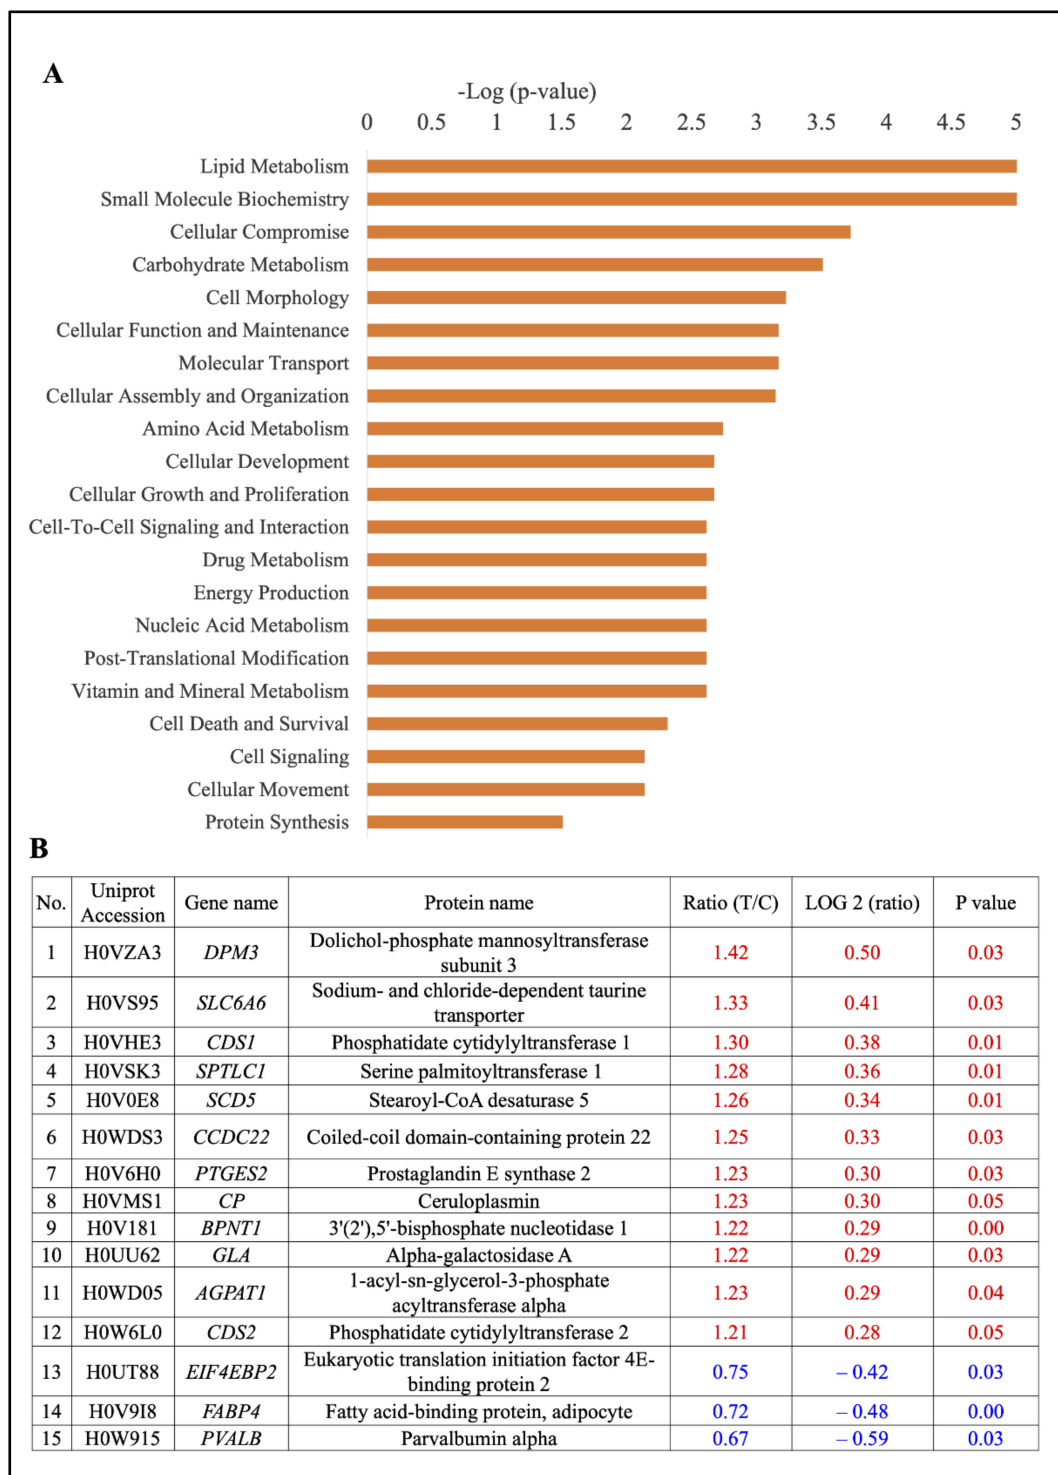 A
-Log (p-value)
0 0.5 1 1.5 2 2.5 3 3.5 4 4.5 5
Lipid Metabolism
Small Molecule Biochemistry
Cellular Compromise
Carbohydrate Metabolism
Cell Morphology
Cellular Function and Maintenance
Molecular Transport
Cellular Assembly and Organization
Amino Acid Metabolism
Cellular Development
Cellular Growth and Proliferation
Cell-To-Cell Signaling and Interaction
Drug Metabolism
Energy Production
Nucleic Acid Metabolism
Post-Translational Modification
Vitamin and Mineral Metabolism
Cell Death and Survival
Cell Signaling
Cellular Movement
Protein Synthesis
B
No. Uniprot Accession Gene name Protein name Ratio (T/C) LOG 2 (ratio) P value
1 H0VZA3 DPM3 Dolichol-phosphate mannosyltransferase subunit 3 1.42 0.50 0.03
2 H0VS95 SLC6A6 Sodium- and chloride-dependent taurine transporter 1.33 0.41 0.03
3 H0VHE3 CDS1 Phosphatidate cytidylyltransferase 1 1.30 0.38 0.01
4 H0VSK3 SPTLC1 Serine palmitoyltransferase 1 1.28 0.36 0.01
5 H0V0E8 SCD5 Stearoyl-CoA desaturase 5 1.26 0.34 0.01
6 H0WDS3 CCDC22 Coiled-coil domain-containing protein 22 1.25 0.33 0.03
7 H0V6H0 PTGES2 Prostaglandin E synthase 2 1.23 0.30 0.03
8 H0VMS1 CP Ceruloplasmin 1.23 0.30 0.05
9 H0V181 BPNT1 3'(2'),5'-bisphosphate nucleotidase 1 1.22 0.29 0.00
10 H0UU62 GLA Alpha-galactosidase A 1.22 0.29 0.03
11 H0WD05 AGPAT1 1-acyl-sn-glycerol-3-phosphate acyltransferase alpha 1.23 0.29 0.04
12 H0W6L0 CDS2 Phosphatidate cytidylyltransferase 2 1.21 0.28 0.05
13 H0UT88 EIF4EBP2 Eukaryotic translation initiation factor 4E-binding protein 2 0.75 – 0.42 0.03
14 H0V9I8 FABP4 Fatty acid-binding protein, adipocyte 0.72 – 0.48 0.00
15 H0W915 PVALB Parvalbumin alpha 0.67 – 0.59 0.03